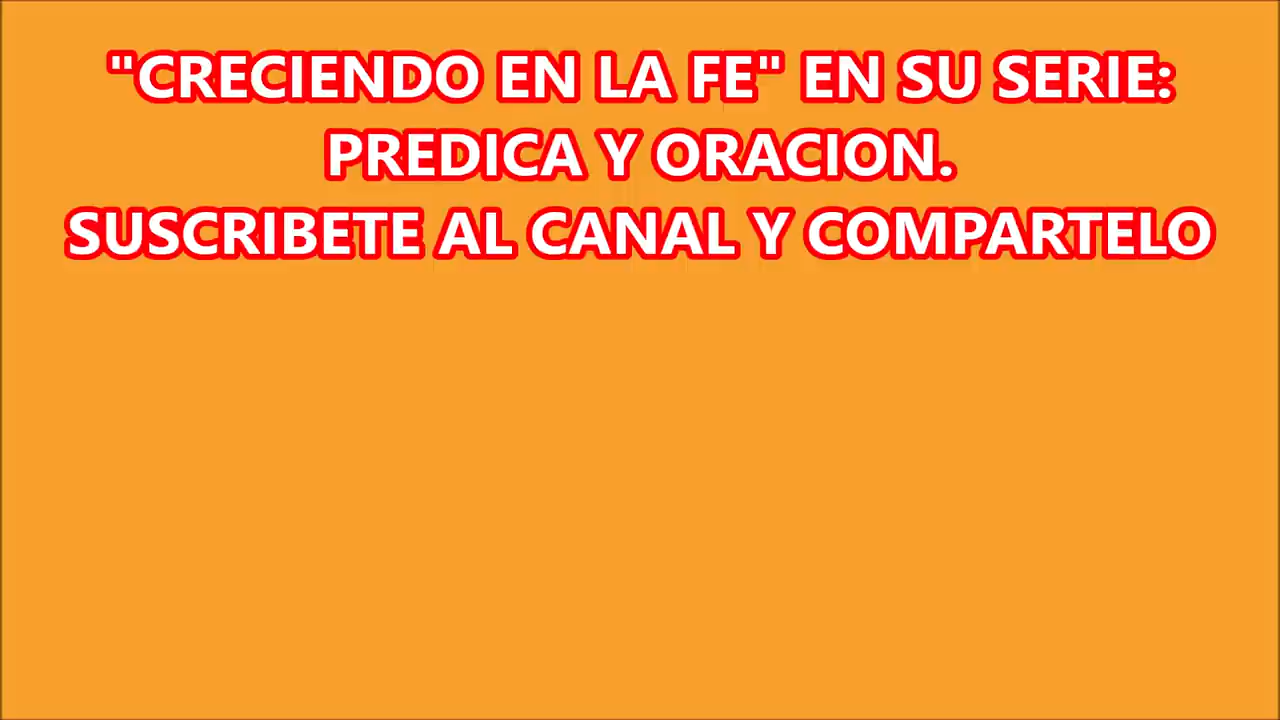 "CRECIENDO EN LA FE" EN SU SERIE:
PREDICA Y ORACION.
SUSCRIBETE AL CANAL Y COMPARTELO